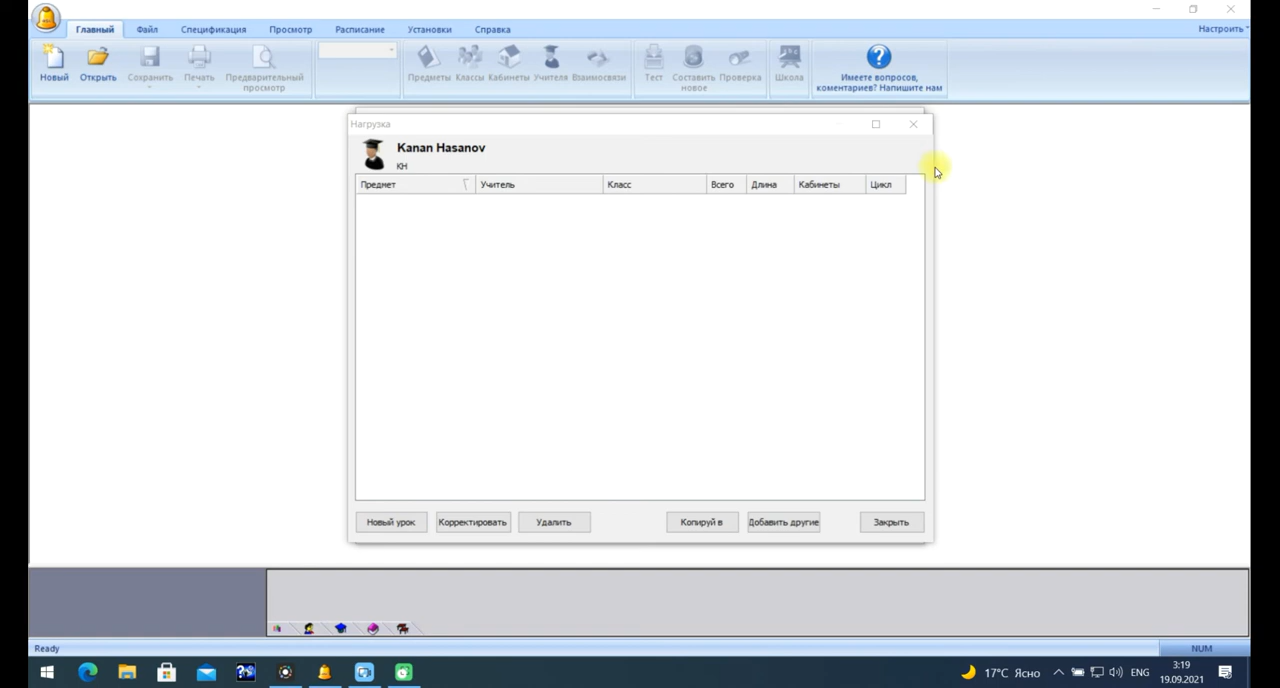 Главный Файл Спецификация Просмотр Расписание Установки Справка Настроить
Новый Открыть Сохранить Печать Предварительный просмотр Предметы Классы Кабинеты Учителя Взаимосвязи Тест Составить новое Проверка Школа Имеете вопросов, коментариев? Напишите нам
Нагрузка
Kanan Hasanov
KH
Предмет Учитель Класс Всего Длина Кабинеты Цикл
Новый урок Корректировать Удалить Копируй в Добавить другие Закрыть
Ready NUM
17°C Ясно ENG 3:19
19.09.2021